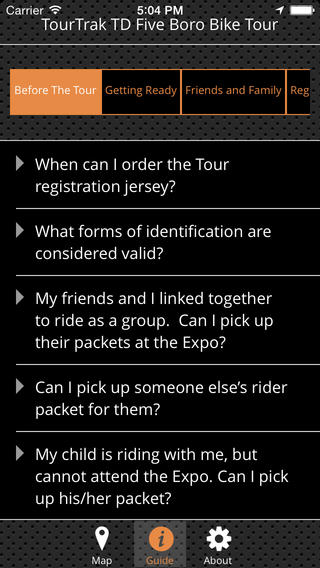 Carrier 5:04 PM
TourTrak TD Five Boro Bike Tour
Before The Tour Getting Ready Friends and Family Reg
When can I order the Tour
registration jersey?
What forms of identification are
considered valid?
My friends and I linked together
to ride as a group.  Can I pick up
their packets at the Expo?
Can I pick up someone else’s rider
packet for them?
My child is riding with me, but
cannot attend the Expo. Can I pick
up his/her packet?
Map Guide About